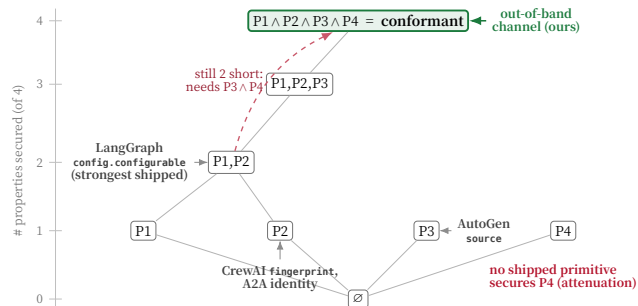 4
P1∧P2∧P3∧P4 = conformant
out-of-band
channel (ours)
still 2 short:
needs P3∧P4
3
P1,P2,P3
# properties secured (of 4)
LangGraph
config.configurable
(strongest shipped)
2
P1,P2
1
P1
P2
P3
AutoGen
source
P4
CrewAI fingerprint,
A2A identity
no shipped primitive
secures P4 (attenuation)
0
∅